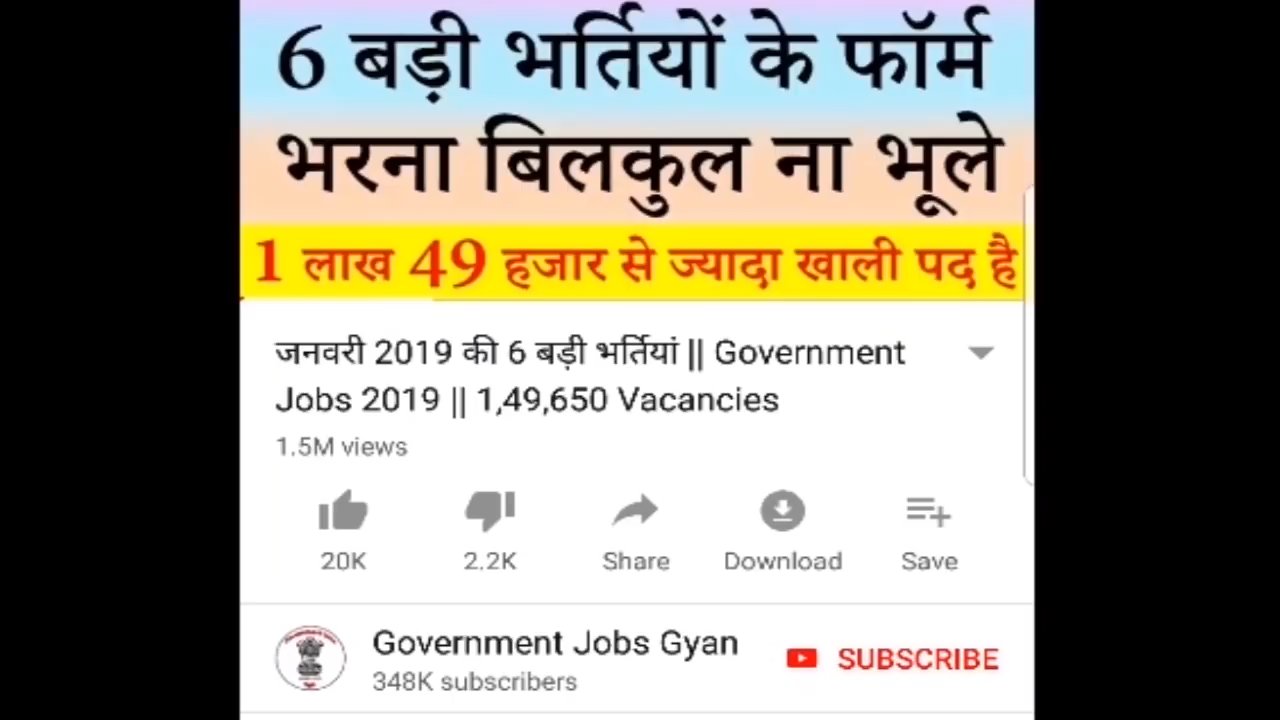 6 बड़ी भर्तियों के फॉर्म
भरना बिलकुल ना भूले
1 लाख 49 हजार से ज्यादा खाली पद है
जनवरी 2019 की 6 बड़ी भर्तियां || Government
Jobs 2019 || 1,49,650 Vacancies
1.5M views
20K
2.2K
Share
Download
Save
Government Jobs Gyan
SUBSCRIBE
348K subscribers